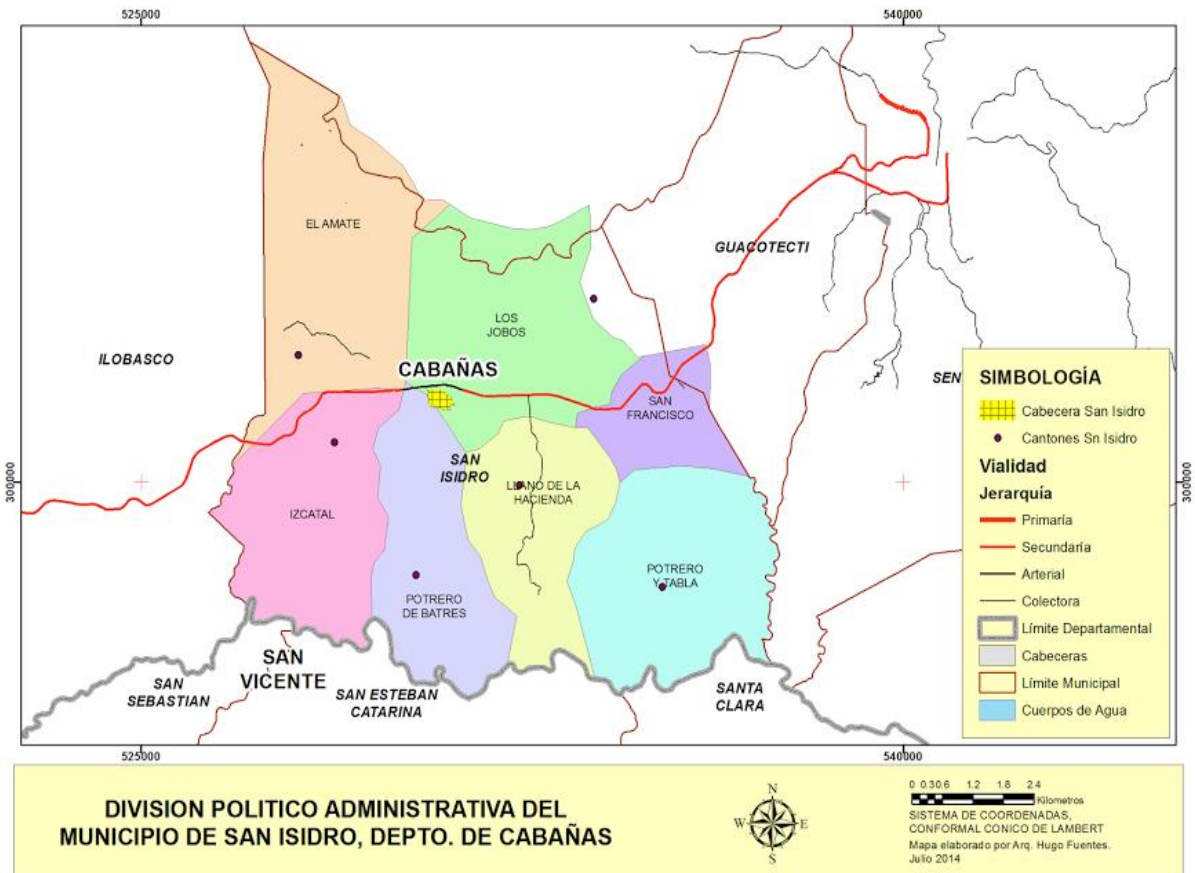 525000
540000
EL AMATE
GUACOTECTI
LOS
JOBOS
ILOBASCO
CABAÑAS
SAN
FRANCISCO
SEN
SAN
ISIDRO
LLANO DE LA
HACIENDA
300000
300000
IZCATAL
POTRERO
Y TABLA
POTRERO
DE BATRES
SAN
VICENTE
SAN
SEBASTIAN
SAN ESTEBAN
CATARINA
SANTA
CLARA
SIMBOLOGÍA
Cabecera San Isidro
Cantones Sn Isidro
Vialidad
Jerarquía
Primaría
Secundaría
Arterial
Colectora
Límite Departamental
Cabeceras
Límite Municipal
Cuerpos de Agua
525000
540000
DIVISION POLITICO ADMINISTRATIVA DEL
MUNICIPIO DE SAN ISIDRO, DEPTO. DE CABAÑAS
N
W E
S
0 0.30.6 1.2 1.8 2.4
Kilometros
SISTEMA DE COORDENADAS,
CONFORMAL CONICO DE LAMBERT
Mapa elaborado por Arq. Hugo Fuentes.
Julio 2014